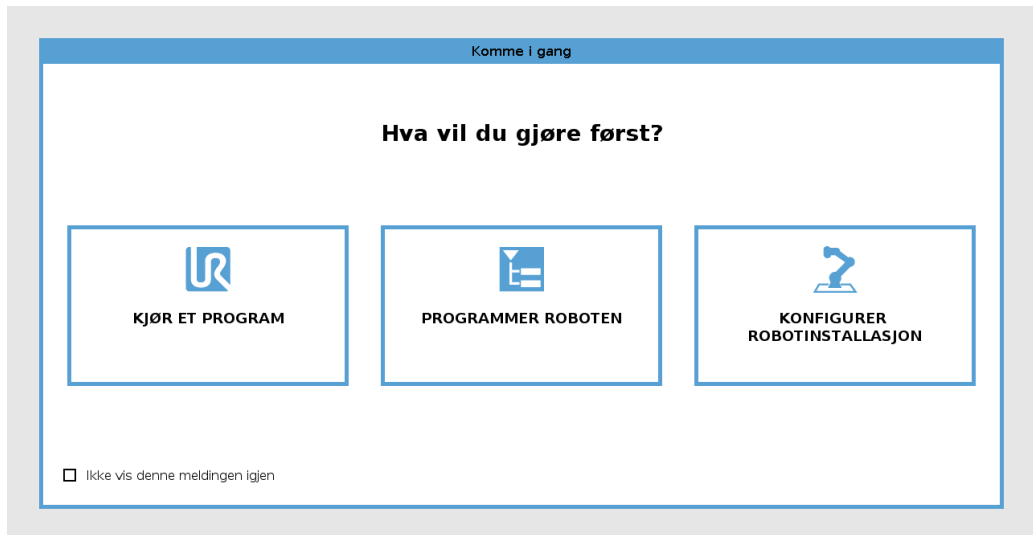 Komme i gang
Hva vil du gjøre først?
UR
KJØR ET PROGRAM
PROGRAMMER ROBOTEN
KONFIGURER
ROBOTINSTALLASJON
Ikke vis denne meldingen igjen